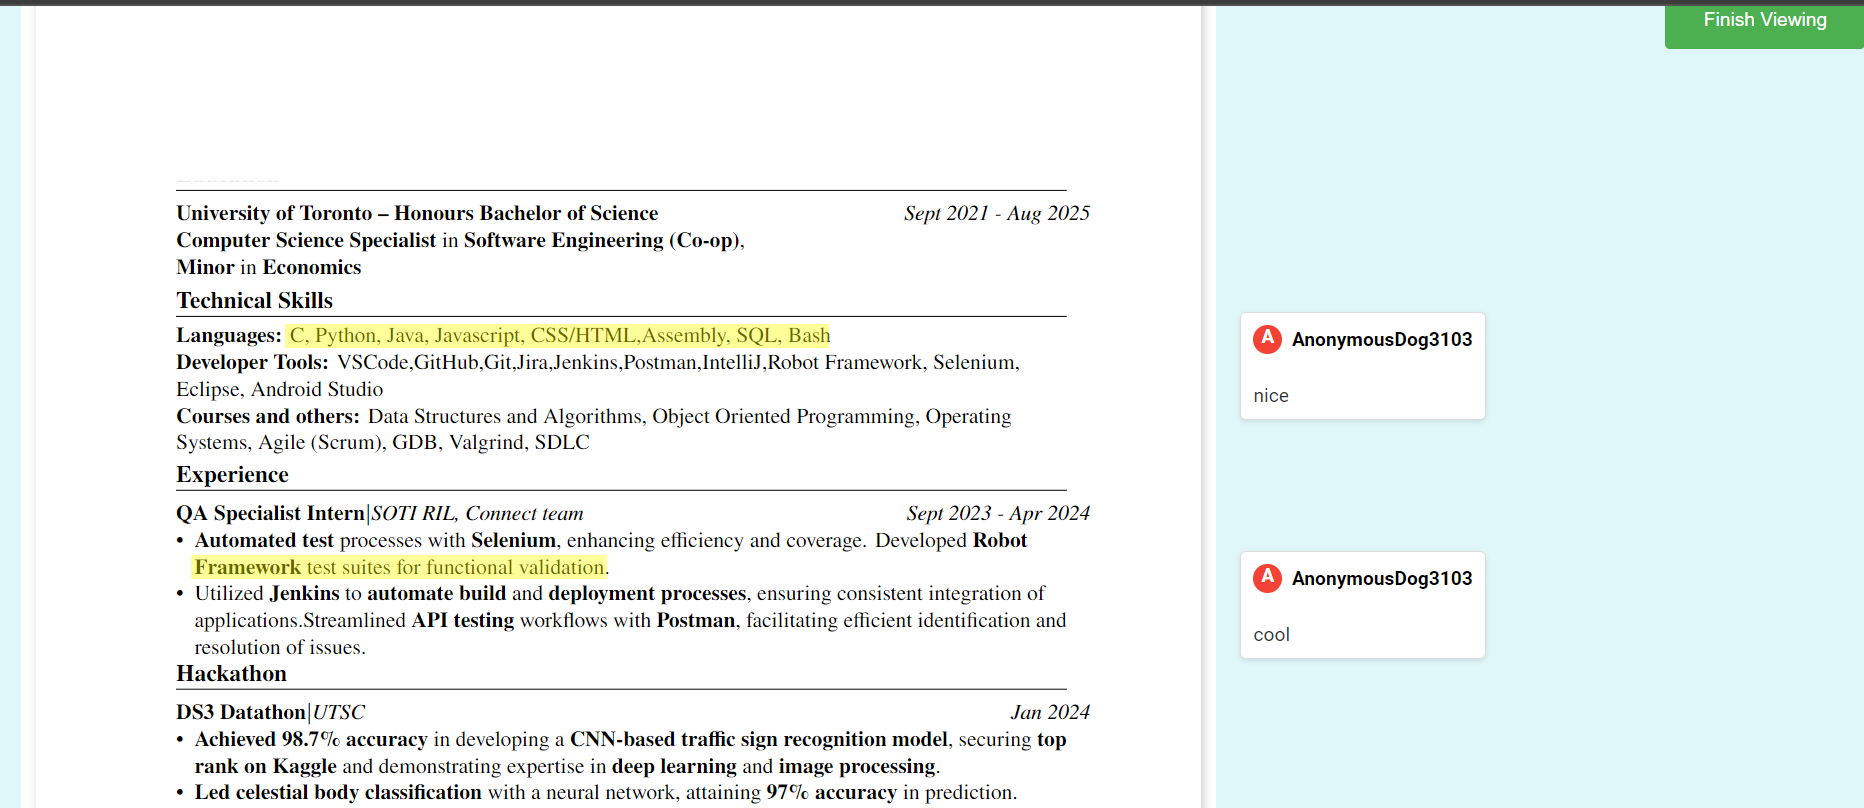 Finish Viewing
University of Toronto – Honours Bachelor of Science Sept 2021 - Aug 2025
Computer Science Specialist in Software Engineering (Co-op),
Minor in Economics
Technical Skills
Languages: C, Python, Java, Javascript, CSS/HTML,Assembly, SQL, Bash
Developer Tools: VSCode,GitHub,Git,Jira,Jenkins,Postman,IntelliJ,Robot Framework, Selenium,
Eclipse, Android Studio
Courses and others: Data Structures and Algorithms, Object Oriented Programming, Operating
Systems, Agile (Scrum), GDB, Valgrind, SDLC
Experience
QA Specialist Intern|SOTI RIL, Connect team Sept 2023 - Apr 2024
• Automated test processes with Selenium, enhancing efficiency and coverage. Developed Robot
Framework test suites for functional validation.
• Utilized Jenkins to automate build and deployment processes, ensuring consistent integration of
applications.Streamlined API testing workflows with Postman, facilitating efficient identification and
resolution of issues.
Hackathon
DS3 Datathon|UTSC Jan 2024
• Achieved 98.7% accuracy in developing a CNN-based traffic sign recognition model, securing top
rank on Kaggle and demonstrating expertise in deep learning and image processing.
• Led celestial body classification with a neural network, attaining 97% accuracy in prediction.
A AnonymousDog3103
nice
A AnonymousDog3103
cool